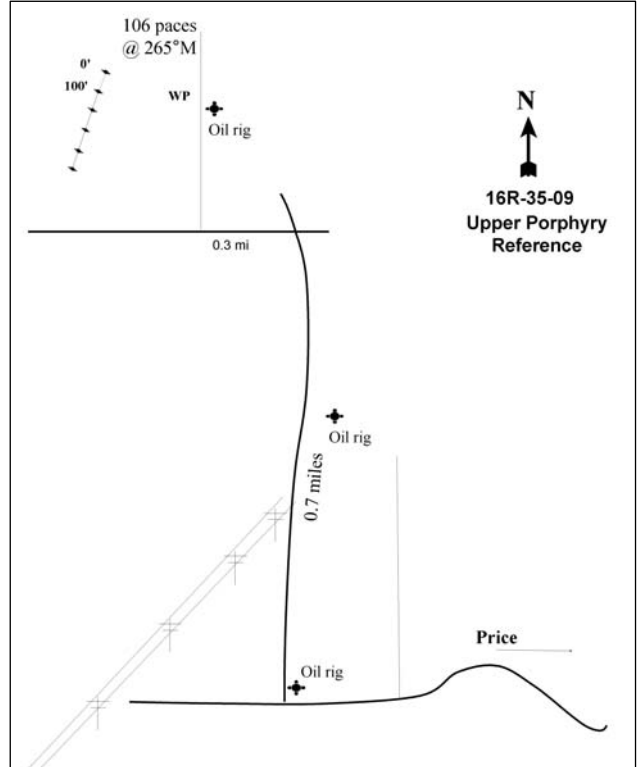 106 paces
@ 265°M
0'
100'
WP
Oil rig
N
16R-35-09
Upper Porphyry
Reference
0.3 mi
Oil rig
0.7 miles
Price
Oil rig